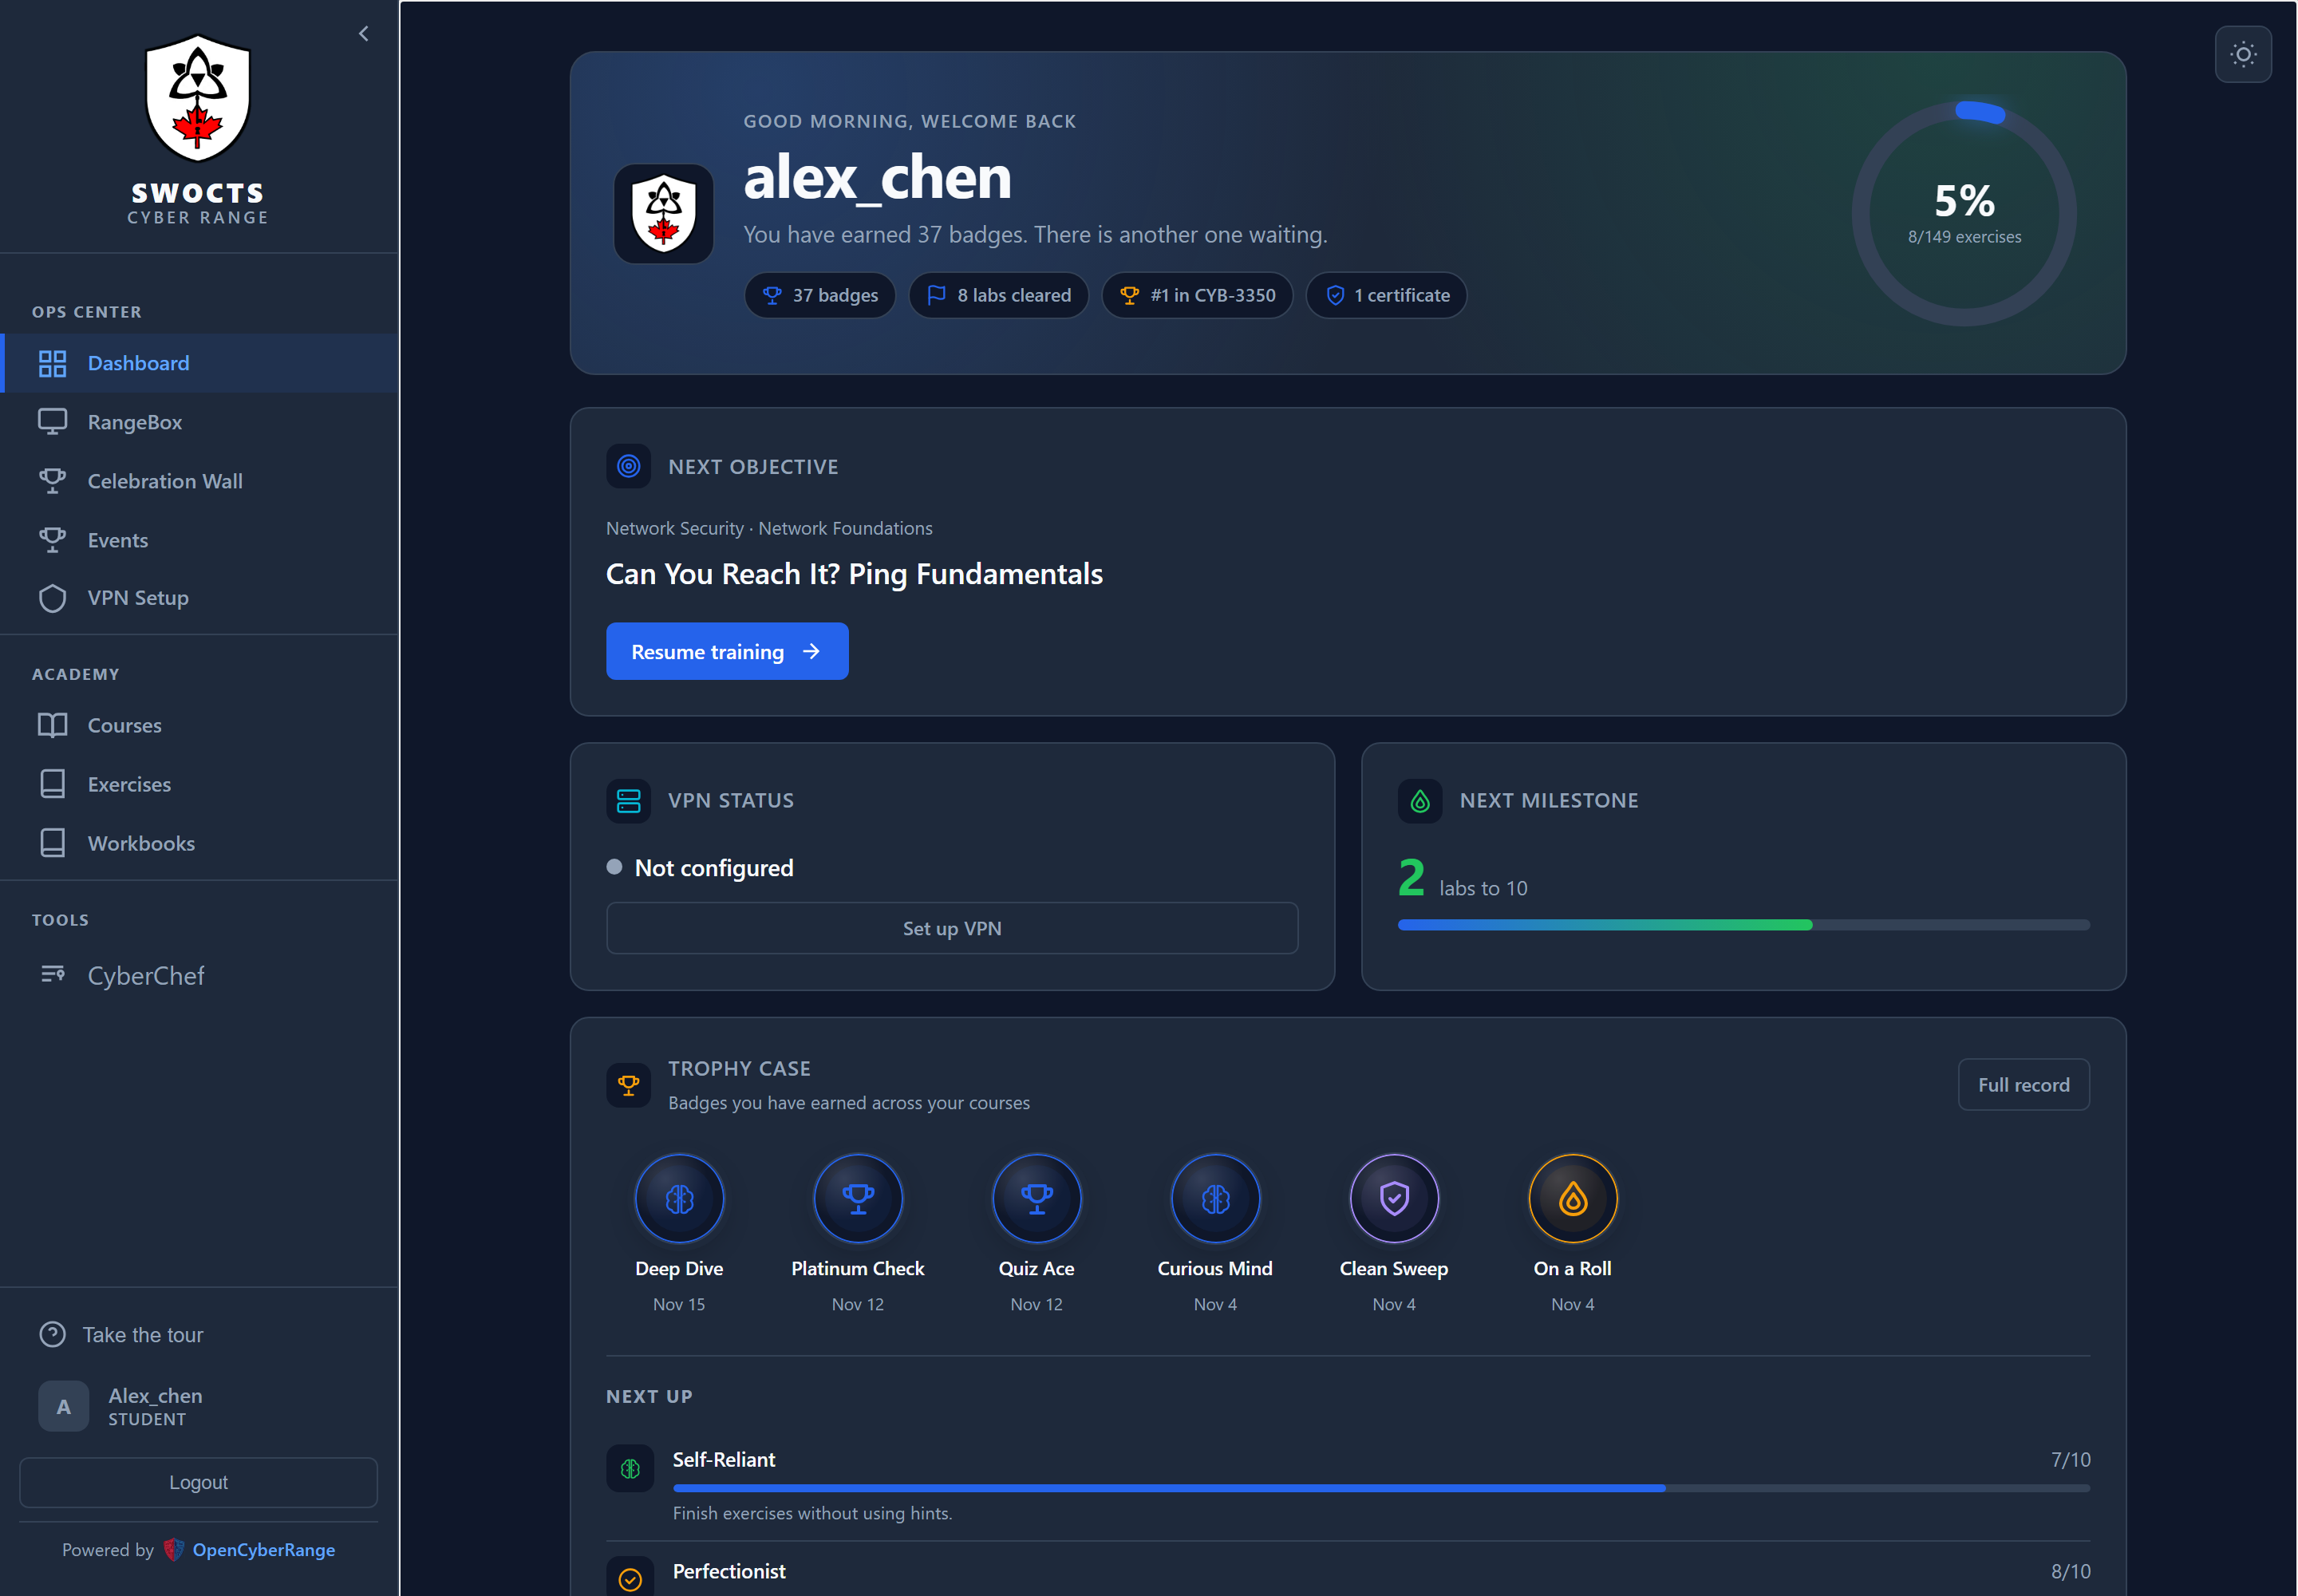 SWOCTS
CYBER RANGE
OPS CENTER
Dashboard
RangeBox
Celebration Wall
Events
VPN Setup
ACADEMY
Courses
Exercises
Workbooks
TOOLS
CyberChef
Take the tour
A
Alex_chen
STUDENT
Logout
Powered by OpenCyberRange
GOOD MORNING, WELCOME BACK
alex_chen
You have earned 37 badges. There is another one waiting.
37 badges
8 labs cleared
#1 in CYB-3350
1 certificate
5%
8/149 exercises
NEXT OBJECTIVE
Network Security · Network Foundations
Can You Reach It? Ping Fundamentals
Resume training
VPN STATUS
Not configured
Set up VPN
NEXT MILESTONE
2 labs to 10
TROPHY CASE
Badges you have earned across your courses
Full record
Deep Dive
Nov 15
Platinum Check
Nov 12
Quiz Ace
Nov 12
Curious Mind
Nov 4
Clean Sweep
Nov 4
On a Roll
Nov 4
NEXT UP
Self-Reliant
7/10
Finish exercises without using hints.
Perfectionist
8/10